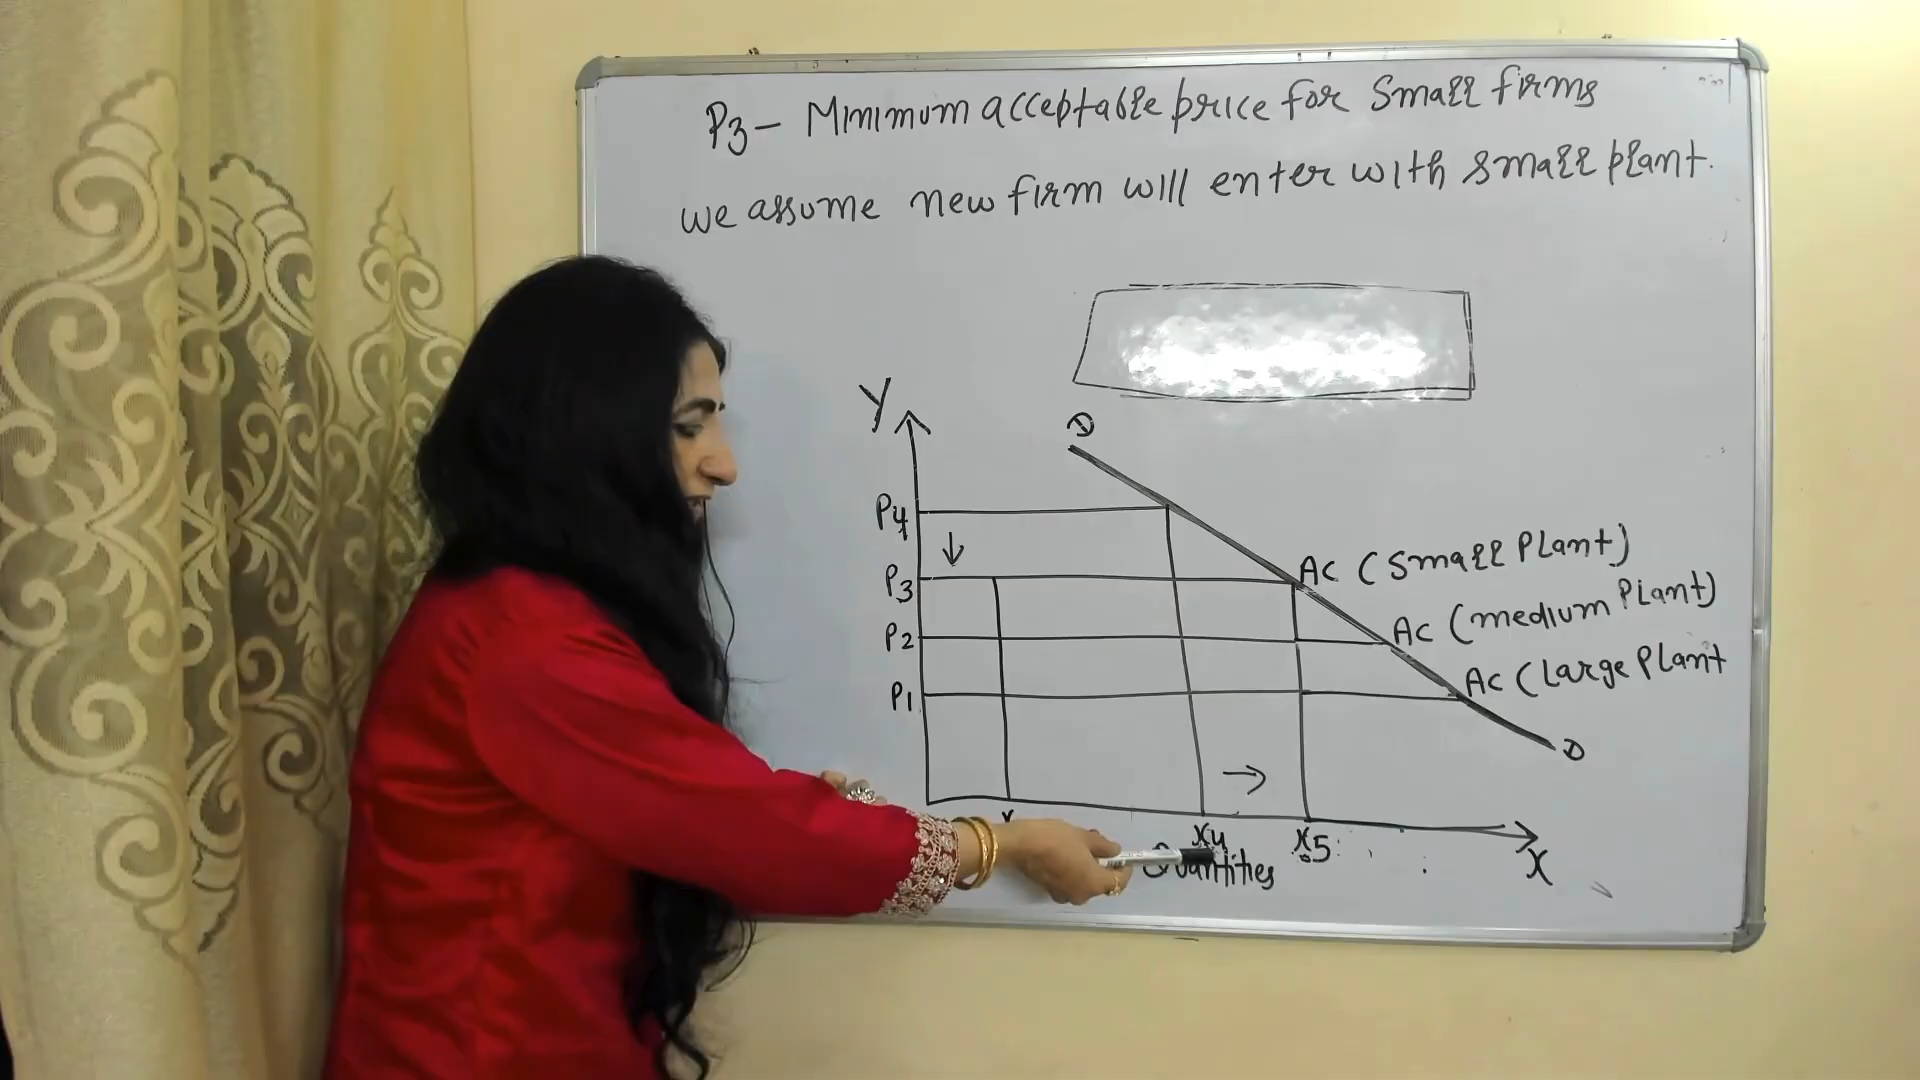 P3 - Minimum acceptable price for small firms
we assume new firm will enter with small plant.
Y
D
P4
P3
AC (small Plant)
P2
AC (medium Plant)
P1
AC (Large Plant
D
X4
X5
X
Quantities